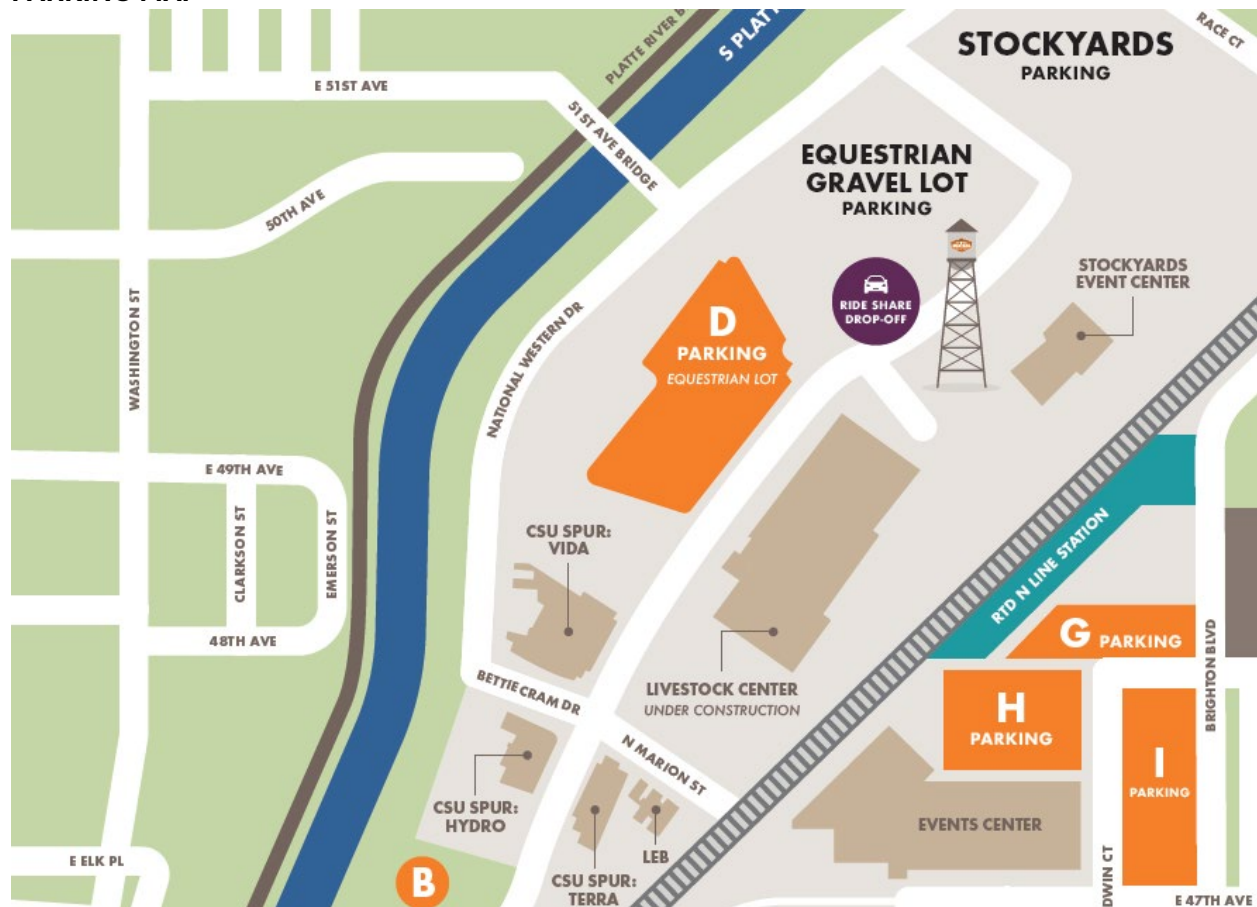 PLATTE RIVER
S PLATT
RACE CT
STOCKYARDS
PARKING
E 51ST AVE
51ST AVE BRIDGE
EQUESTRIAN
GRAVEL LOT
PARKING
50TH AVE
STOCKYARDS
EVENT CENTER
RIDE SHARE
DROP-OFF
WASHINGTON ST
NATIONAL WESTERN DR
D
PARKING
EQUESTRIAN LOT
E 49TH AVE
CLARKSON ST
EMERSON ST
48TH AVE
CSU SPUR:
VIDA
RTD N LINE STATION
G PARKING
BRIGHTON BLVD
BETTIE CRAM DR
LIVESTOCK CENTER
UNDER CONSTRUCTION
N MARION ST
H
PARKING
I
PARKING
CSU SPUR:
HYDRO
EVENTS CENTER
LEB
CSU SPUR:
TERRA
E ELK PL
B
DWIN CT
E 47TH AVE